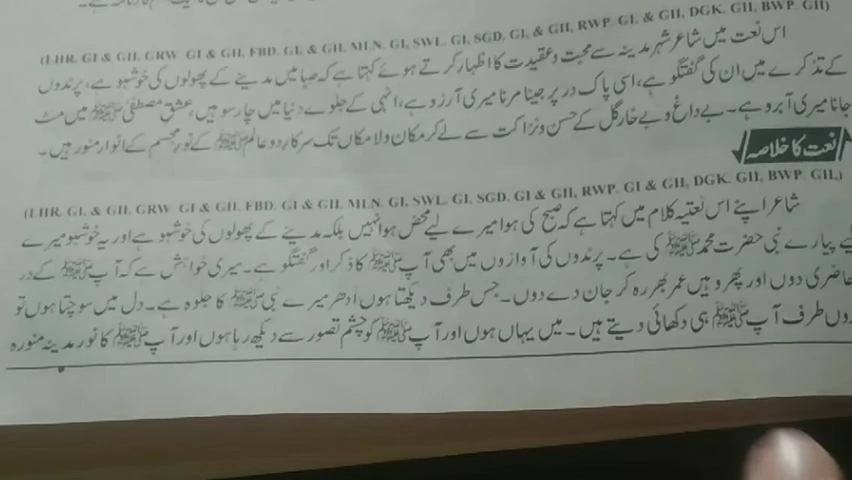 (LHR. GI & GII, GRW. GI & GII, FBD. GI, & GII, MLN. GI, SWL. GI, SGD. GI, & GII, RWP. GI, & GII, DGK. GII, BWP GII)
اس نعت میں شاعر شہر مدینہ سے محبت و عقیدت کا اظہار کرتے ہوئے کہتا ہے کہ صبا میں مدینے کے پھولوں کی خوشبو ہے، پرندوں
کے تذکرے میں ان کی گفتگو ہے، اسی پاک در پر جینا مرنا میری آرزو ہے، انہی کے جلوے دنیا میں چار سو ہیں، عشق مصطفیٰ ﷺ میں مٹ
جانا میری آبرو ہے۔ بے داغ و بے خار گل کے حسن و نزاکت سے لے کر مکان و لامکاں تک سرکار دو عالم ﷺ کے نور مجسم کے انوار منور ہیں۔
نعت کا خلاصہ
(LHR. GI, & GII, GRW. GI & GII, FBD. GI & GII, MLN. GI, SWL. GI, SGD. GI & GII, RWP. GI & GII, DGK. GII, BWP. GII,)
شاعر اپنے اس نعتیہ کلام میں کہتا ہے کہ صبح کی ہوا میرے لیے محض ہوا نہیں بلکہ مدینے کے پھولوں کی خوشبو ہے اور یہ خوشبو میرے
پیارے نبی حضرت محمد ﷺ کی ہے۔ پرندوں کی آوازوں میں بھی آپ ﷺ کا ذکر اور گفتگو ہے۔ میری خواہش ہے کہ آپ ﷺ کے در
حاضری دوں اور پھر وہیں عمر بھر رہ کر جان دے دوں۔ جس طرف دیکھتا ہوں ادھر میرے نبی ﷺ کا جلوہ ہے۔ دل میں سوچتا ہوں تو
طرف آپ ﷺ ہی دکھائی دیتے ہیں۔ میں یہاں ہوں اور آپ ﷺ کو چشم تصور سے دیکھ رہا ہوں اور آپ ﷺ کا نور مدینہ منورہ